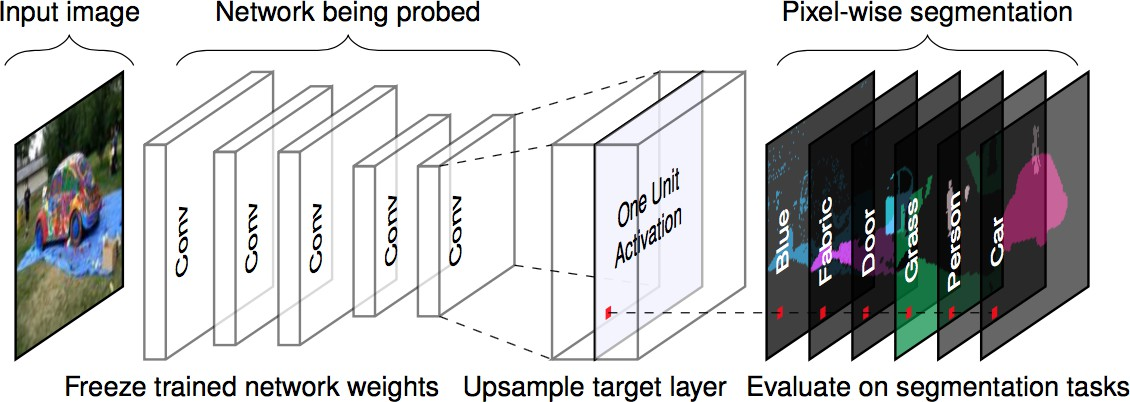 Input image
Network being probed
Pixel-wise segmentation
Conv
Conv
Conv
Conv
Conv
One Unit
Activation
Blue
Fabric
Door
Grass
Person
Car
Freeze trained network weights
Upsample target layer
Evaluate on segmentation tasks